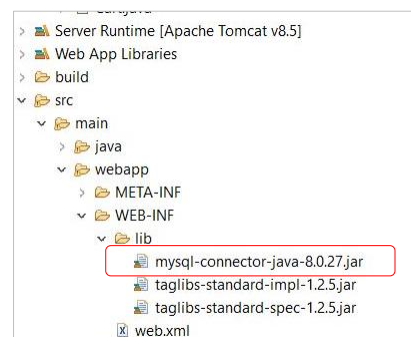 Server Runtime [Apache Tomcat v8.5]
Web App Libraries
build
src
main
java
webapp
META-INF
WEB-INF
lib
mysql-connector-java-8.0.27.jar
taglibs-standard-impl-1.2.5.jar
taglibs-standard-spec-1.2.5.jar
web.xml